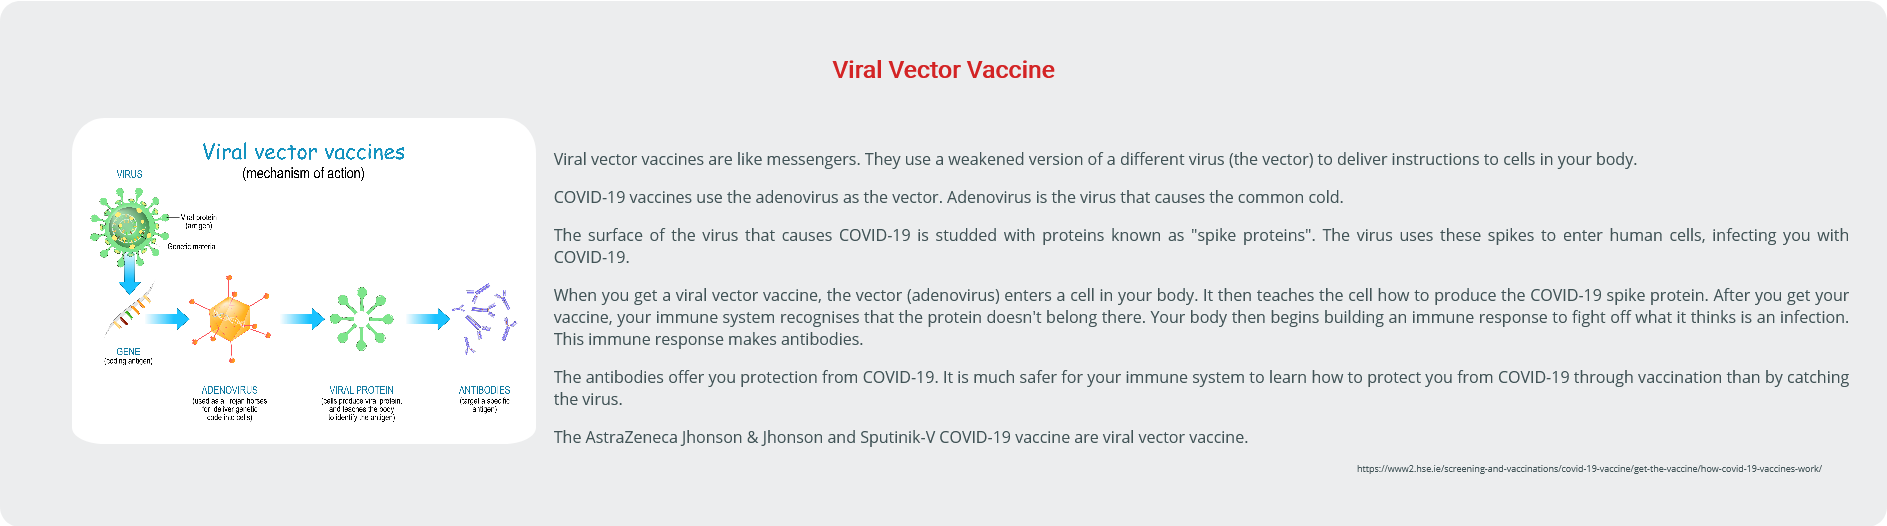 Viral Vector Vaccine
Viral vector vaccines
(mechanism of action)
VIRUS
Viral protein
(antigen)
Genetic material
GENE
(coding antigen)
ADENOVIRUS
(used as a Trojan horses
for deliver genetic
code into cells)
VIRAL PROTEIN
(cells produce viral protein,
and teaches the body
to identify the antigen)
ANTIBODIES
(target a specific
antigen)
Viral vector vaccines are like messengers. They use a weakened version of a different virus (the vector) to deliver instructions to cells in your body.
COVID-19 vaccines use the adenovirus as the vector. Adenovirus is the virus that causes the common cold.
The surface of the virus that causes COVID-19 is studded with proteins known as "spike proteins". The virus uses these spikes to enter human cells, infecting you with
COVID-19.
When you get a viral vector vaccine, the vector (adenovirus) enters a cell in your body. It then teaches the cell how to produce the COVID-19 spike protein. After you get your
vaccine, your immune system recognises that the protein doesn't belong there. Your body then begins building an immune response to fight off what it thinks is an infection.
This immune response makes antibodies.
The antibodies offer you protection from COVID-19. It is much safer for your immune system to learn how to protect you from COVID-19 through vaccination than by catching
the virus.
The AstraZeneca Jhonson & Jhonson and Sputinik-V COVID-19 vaccine are viral vector vaccine.
https://www2.hse.ie/screening-and-vaccinations/covid-19-vaccine/get-the-vaccine/how-covid-19-vaccines-work/